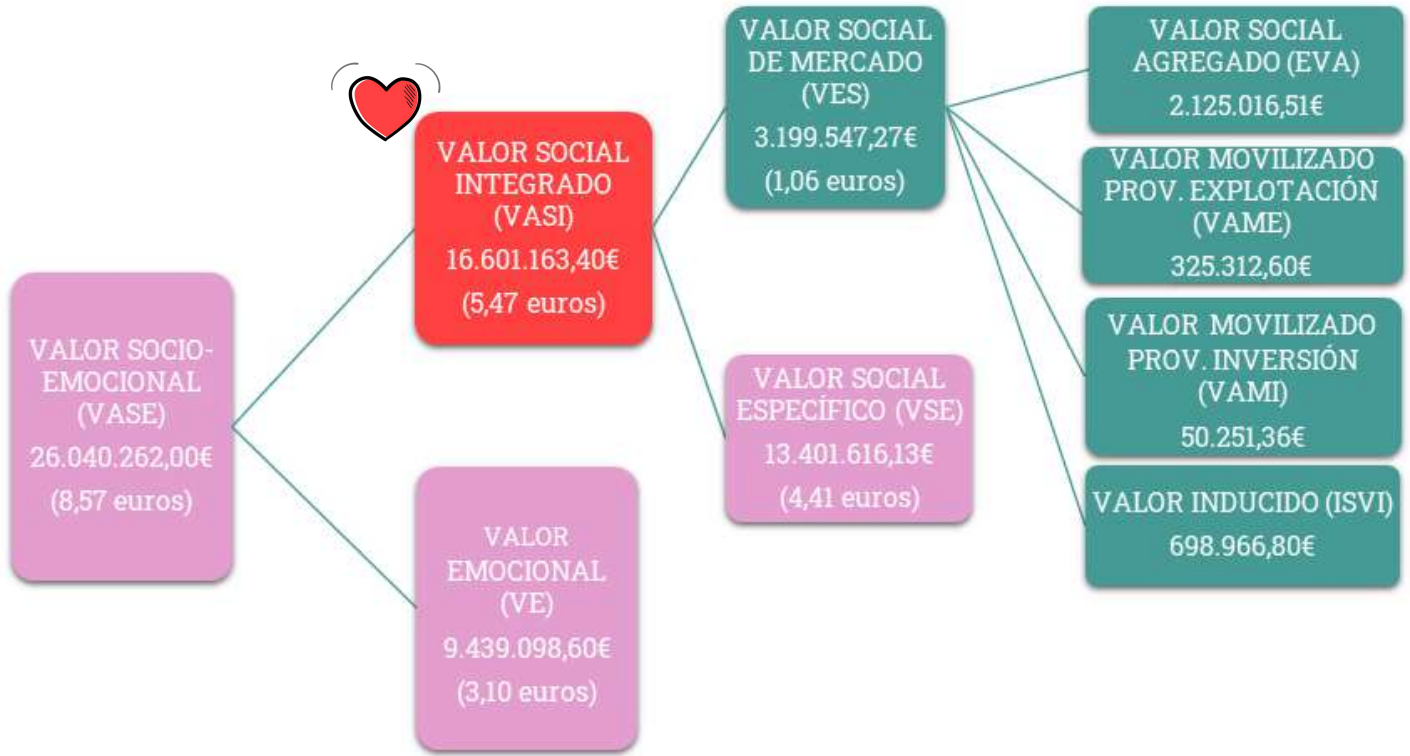 VALOR SOCIO-
EMOCIONAL
(VASE)
26.040.262,00€
(8,57 euros)
VALOR SOCIAL
INTEGRADO
(VASI)
16.601.163,40€
(5,47 euros)
VALOR
EMOCIONAL
(VE)
9.439.098,60€
(3,10 euros)
VALOR SOCIAL
DE MERCADO
(VES)
3.199.547,27€
(1,06 euros)
VALOR SOCIAL
ESPECÍFICO (VSE)
13.401.616,13€
(4,41 euros)
VALOR SOCIAL
AGREGADO (EVA)
2.125.016,51€
VALOR MOVILIZADO
PROV. EXPLOTACIÓN
(VAME)
325.312,60€
VALOR MOVILIZADO
PROV. INVERSIÓN
(VAMI)
50.251,36€
VALOR INDUCIDO (ISVI)
698.966,80€